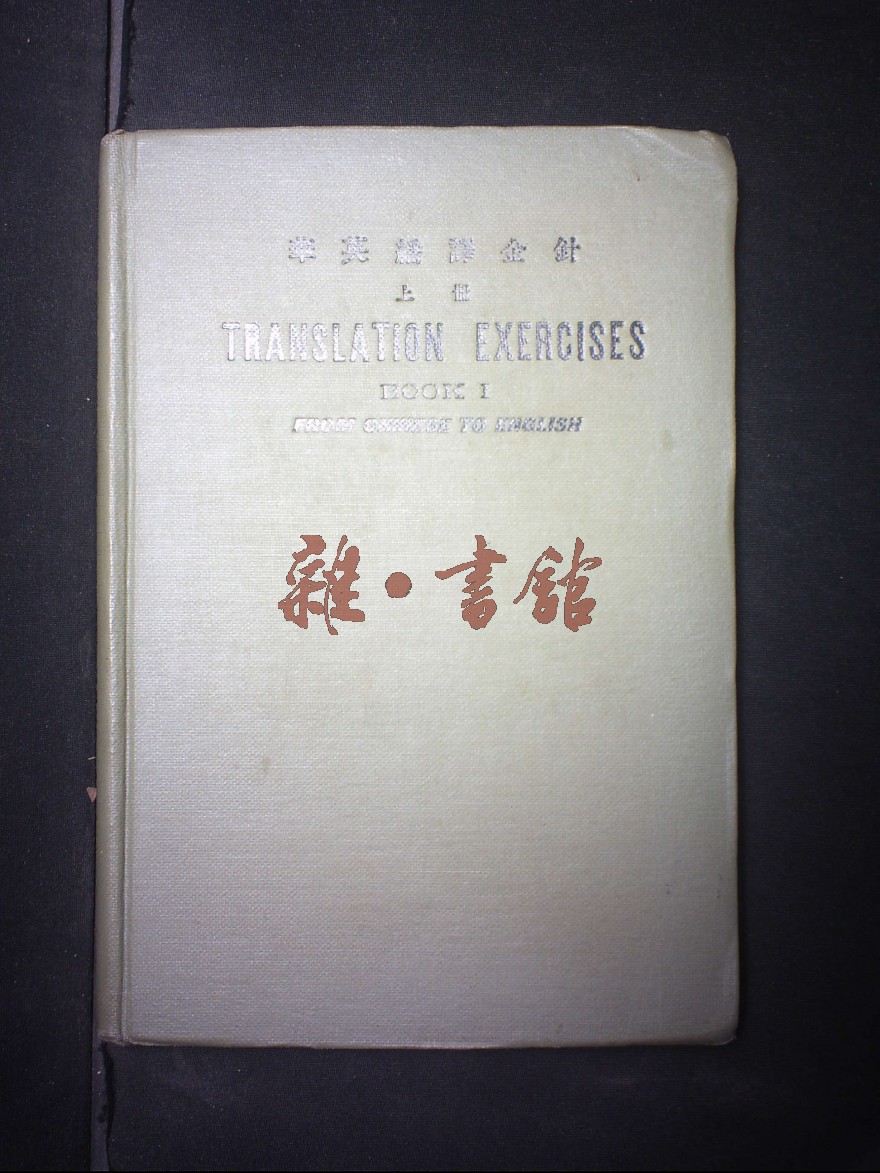 華英繙譯金針
上冊
TRANSLATION EXERCISES
BOOK I
FROM CHINESE TO ENGLISH
雜·書館